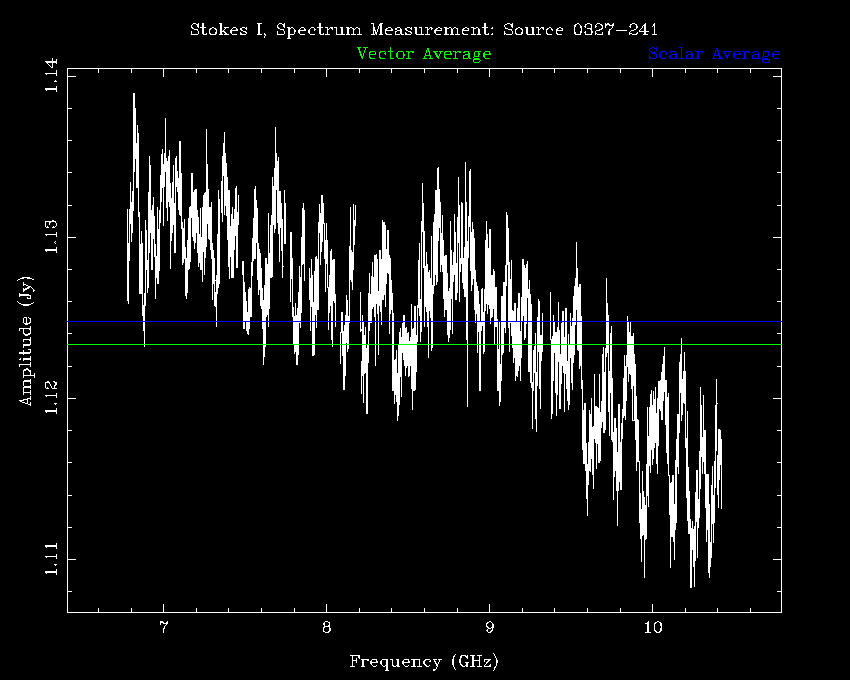 Stokes I, Spectrum Measurement: Source 0327-241
Vector Average Scalar Average
1.14
1.13
1.12
1.11
Amplitude (Jy)
7 8 9 10
Frequency (GHz)